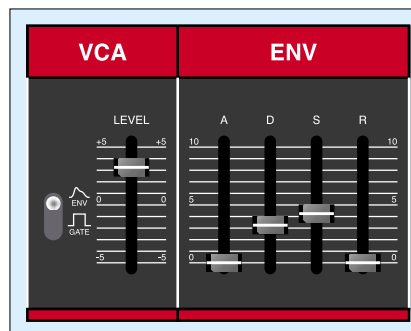 VCA
ENV
LEVEL
+5 +5
0 0
-5 -5
ENV
GATE
A D S R
10 10
5 5
0 0